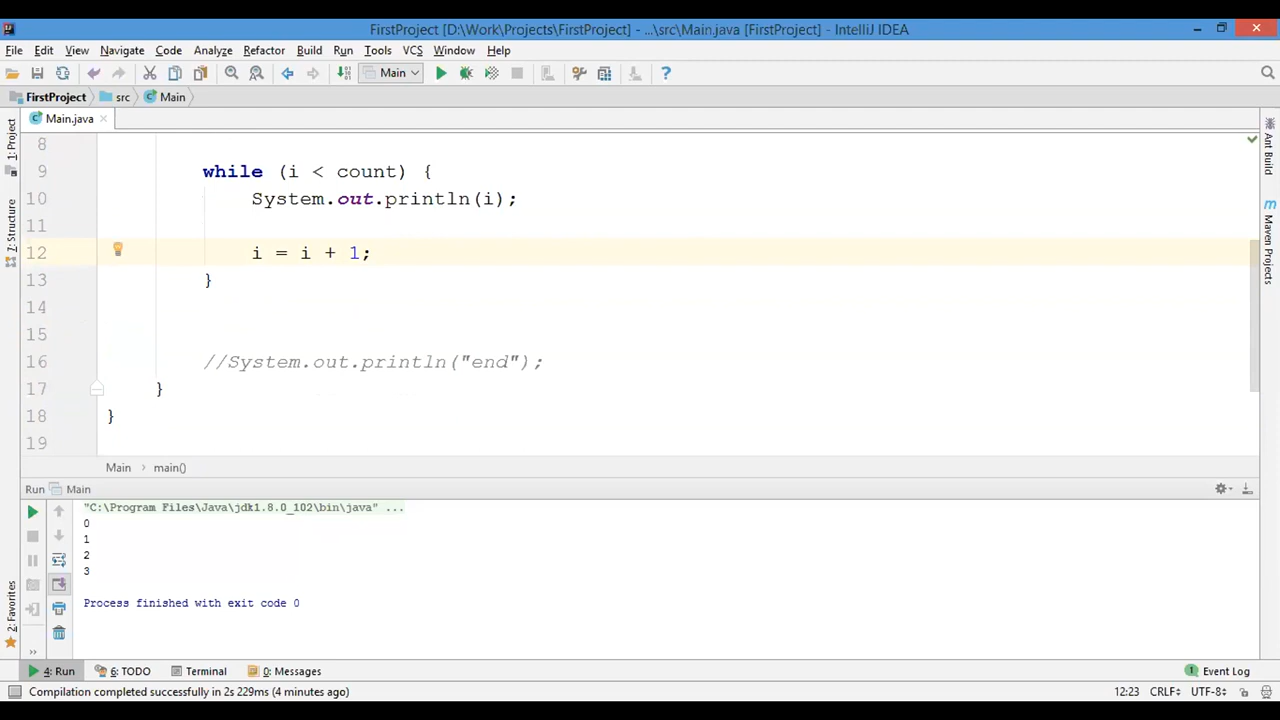 FirstProject [D:\Work\Projects\FirstProject] - ...\src\Main.java [FirstProject] - IntelliJ IDEA
File Edit View Navigate Code Analyze Refactor Build Run Tools VCS Window Help
Main
FirstProject src Main
Main.java
8
9 while (i < count) {
10 System.out.println(i);
11
12 i = i + 1;
13 }
14
15
16 //System.out.println("end");
17 }
18 }
19
Main main()
Run Main
"C:\Program Files\Java\jdk1.8.0_102\bin\java" ...
0
1
2
3
Process finished with exit code 0
4: Run 6: TODO Terminal 0: Messages Event Log
Compilation completed successfully in 2s 229ms (4 minutes ago) 12:23 CRLF UTF-8
1: Project
7: Structure
2: Favorites
Ant Build
m
Maven Projects